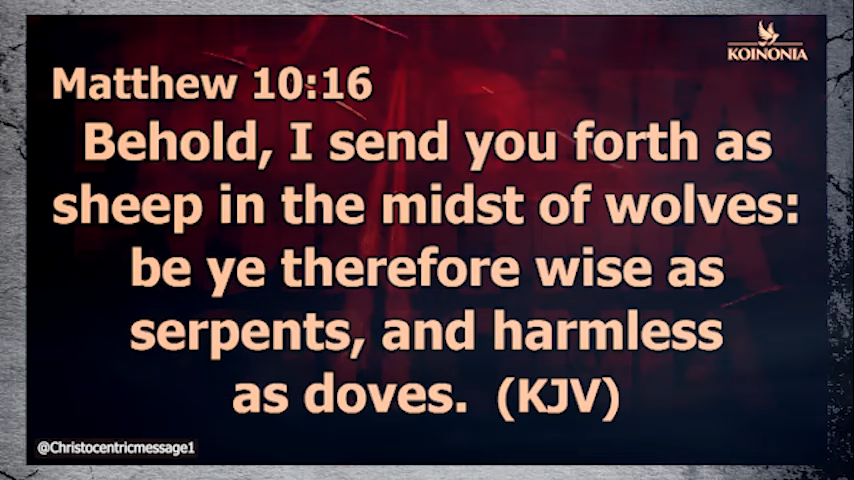 KOINONIA
Matthew 10:16
Behold, I send you forth as
sheep in the midst of wolves:
be ye therefore wise as
serpents, and harmless
as doves. (KJV)
@Christocentricmessage1